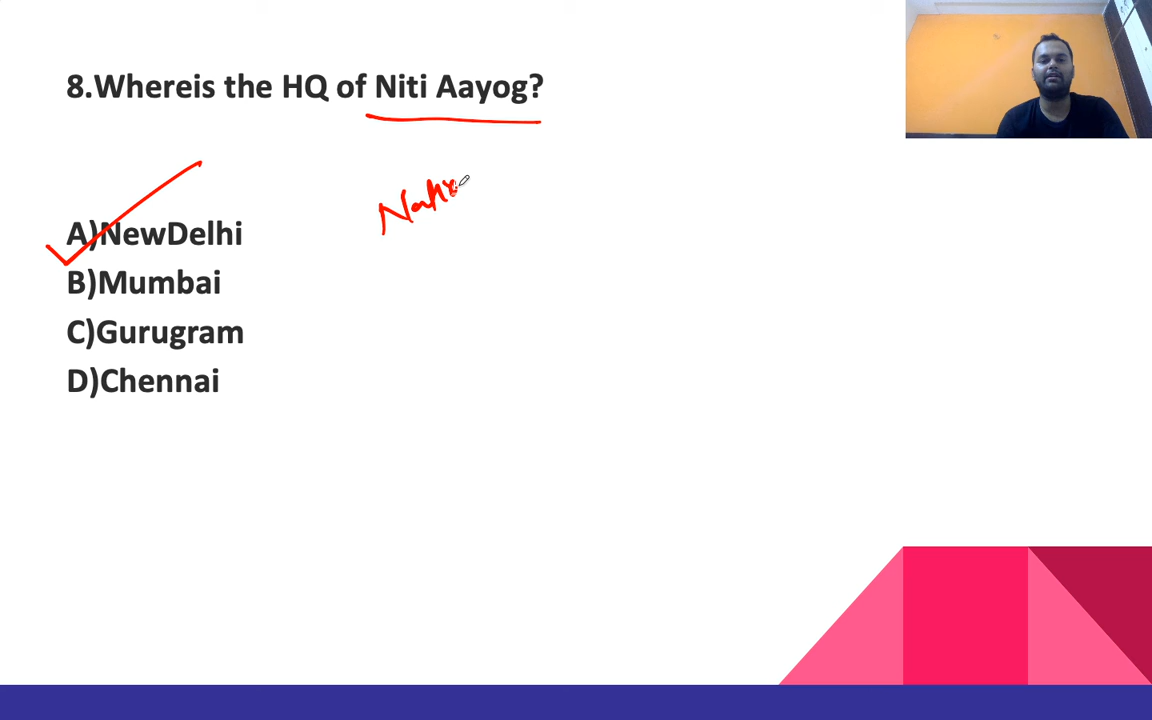 8.Whereis the HQ of Niti Aayog?
A)NewDelhi
B)Mumbai
C)Gurugram
D)Chennai